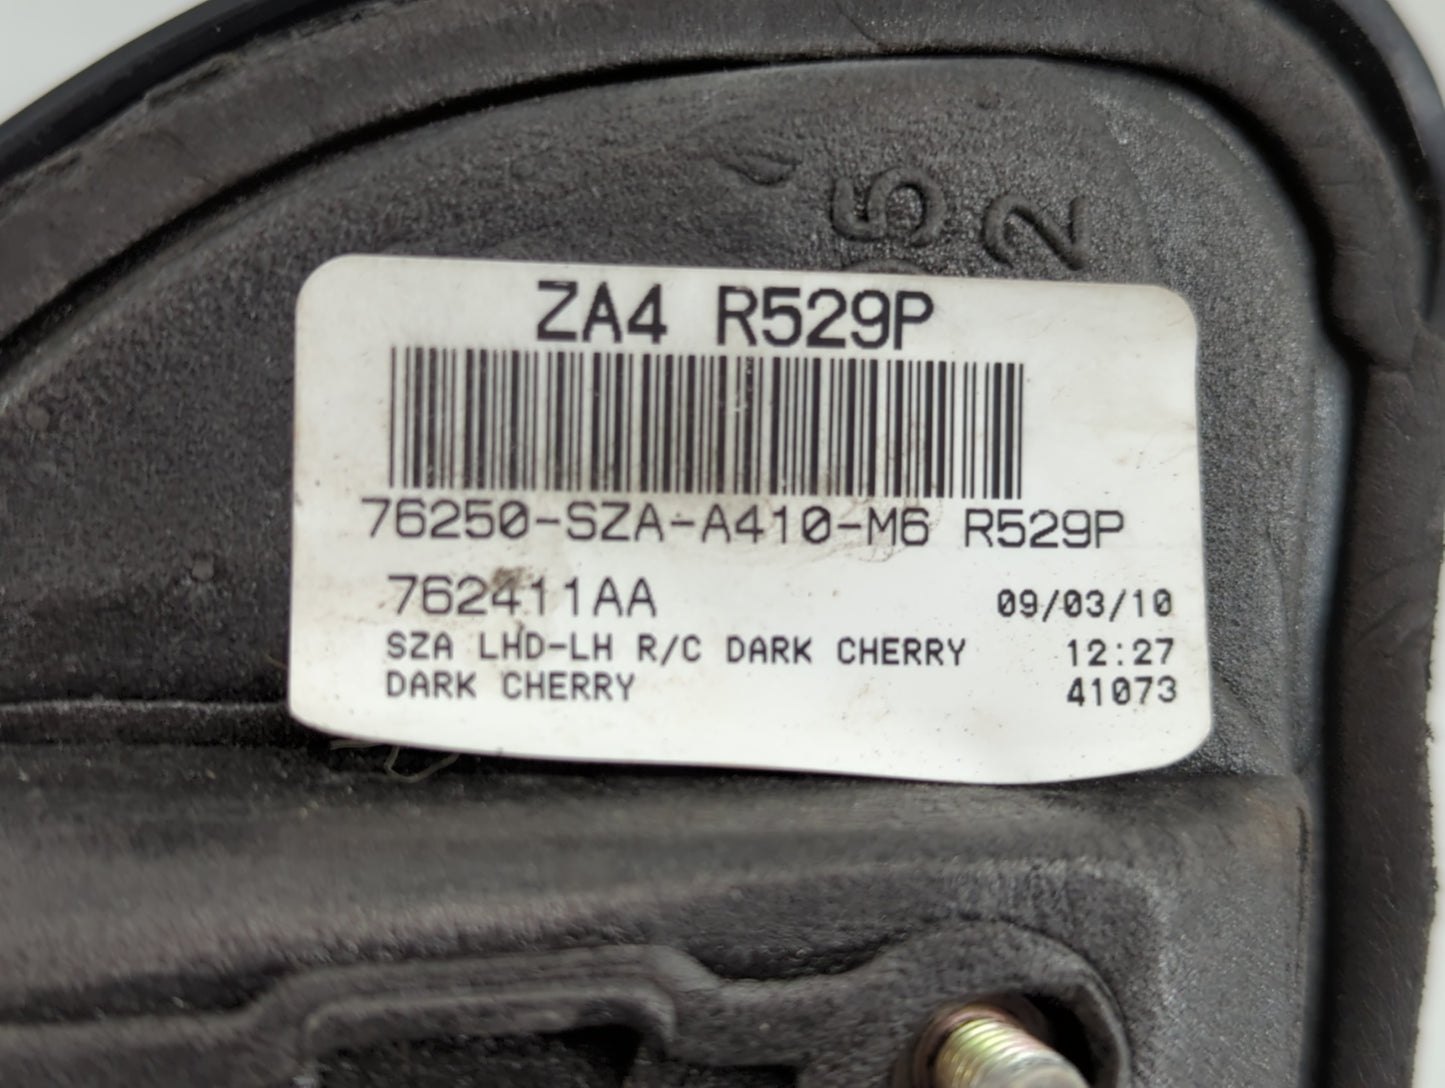 52
ZA4 R529P
76250-SZA-A410-M6 R529P
762411AA 09/03/10
SZA LHD-LH R/C DARK CHERRY 12:27
DARK CHERRY 41073